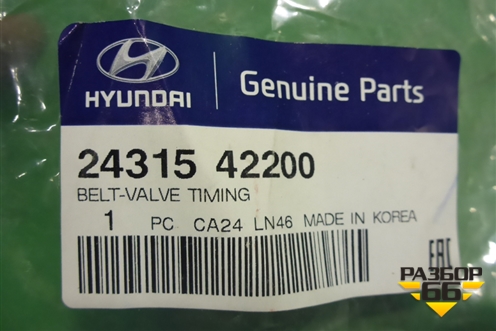 HYUNDAI
Genuine Parts
24315 42200
BELT-VALVE TIMING
1 PC CA24 LN46 MADE IN KOREA
EAC
РАЗБОР
66